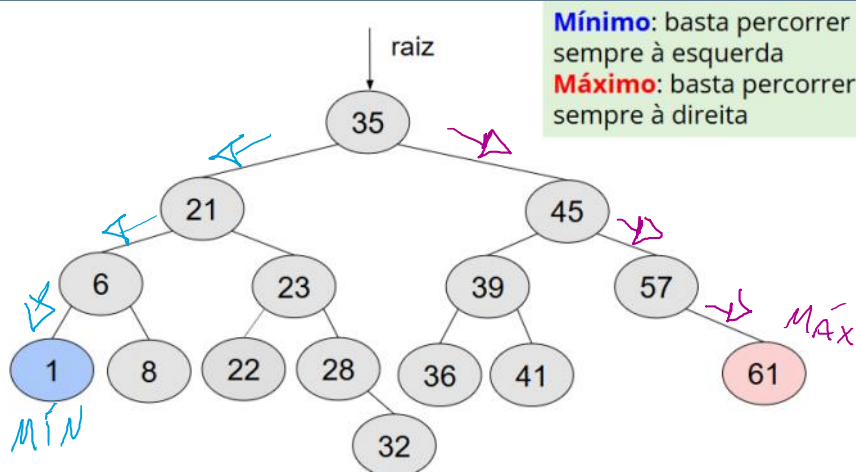 Mínimo: basta percorrer
sempre à esquerda
Máximo: basta percorrer
sempre à direita
raiz
35
21
45
6
23
39
57
MÁX
1
8
22
28
36
41
61
MÍN
32